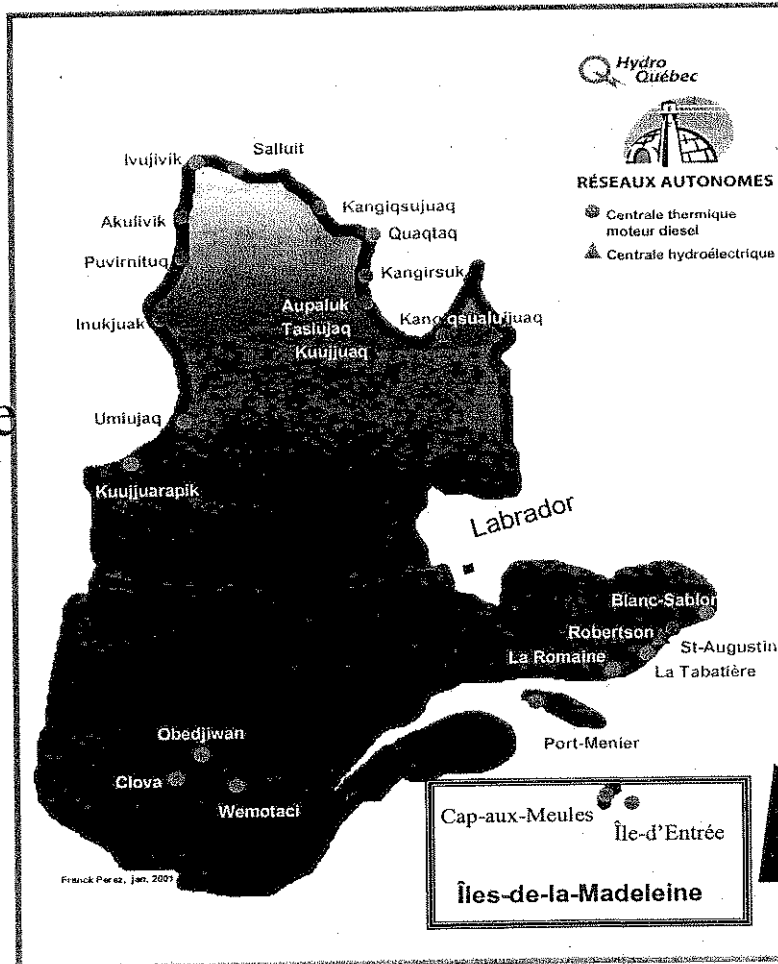 Hydro
Québec
RÉSEAUX AUTONOMES
Centrale thermique
moteur diesel
Centrale hydroélectrique
Ivujivik
Salluit
Akulivik
Kangiqsujuaq
Quaqtaq
Puvirnituq
Kangirsuk
Aupaluk
Inukjuak
Kangiqsualujjuaq
Tasiujaq
Kuujjuaq
Umiujaq
e
Kuujjuarapik
Labrador
Blanc-Sablon
Robertson
St-Augustin
La Romaine
La Tabatière
Obedjiwan
Port-Menier
Clova
Wemotaci
Cap-aux-Meules
Île-d'Entrée
Franck Perez, jan. 2001
Îles-de-la-Madeleine